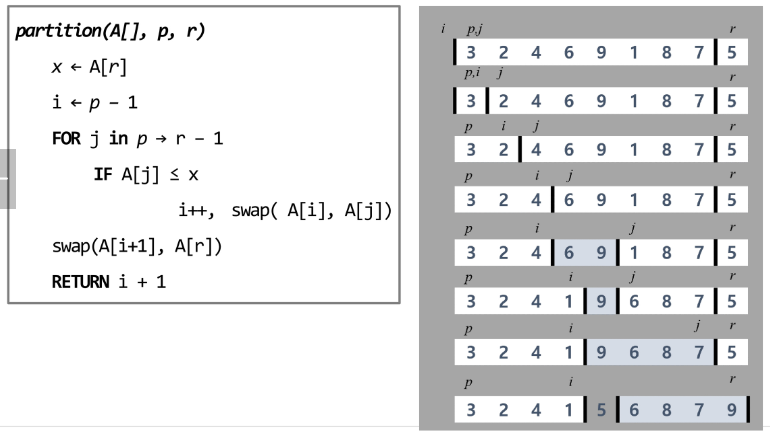 partition(A[], p, r)
x ← A[r]
i ← p – 1
FOR j in p → r – 1
IF A[j] ≤ x
i++, swap( A[i], A[j])
swap(A[i+1], A[r])
RETURN i + 1
i p,j r
3 2 4 6 9 1 8 7 5
p,i j r
3 2 4 6 9 1 8 7 5
p i j r
3 2 4 6 9 1 8 7 5
p i j r
3 2 4 6 9 1 8 7 5
p i j r
3 2 4 6 9 1 8 7 5
p i j r
3 2 4 1 9 6 8 7 5
p i j r
3 2 4 1 9 6 8 7 5
p i r
3 2 4 1 5 6 8 7 9